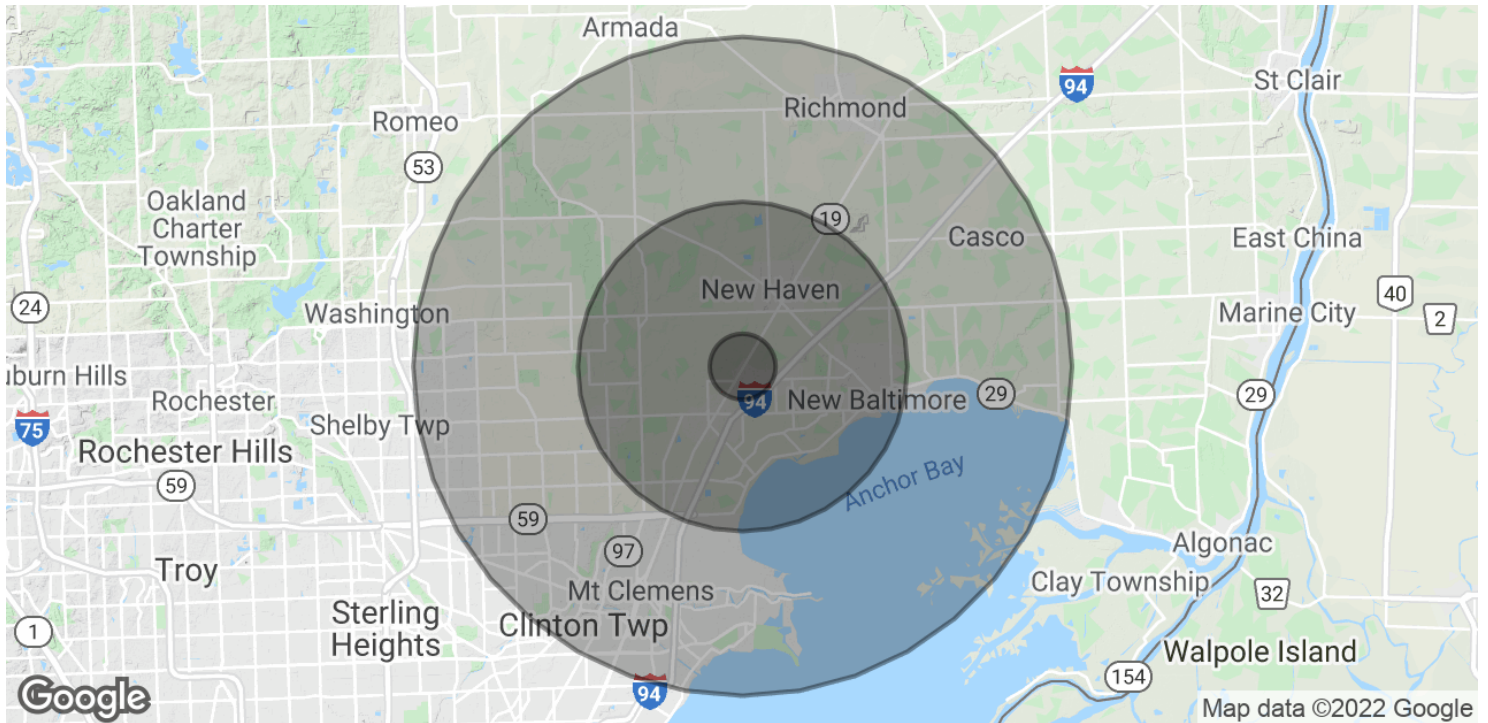 Armada
94
St Clair
Richmond
Romeo
53
Oakland
Charter
Township
19
Casco
East China
New Haven
24
40
Washington
Marine City
2
uburn Hills
Rochester
94
New Baltimore
29
29
75
Shelby Twp
Rochester Hills
59
Anchor Bay
59
97
Algonac
Troy
Mt Clemens
Clay Township
32
Sterling
Heights
Clinton Twp
1
Walpole Island
154
94
Google
Map data ©2022 Google